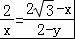 2/x = (2√3-x)/(2-y)